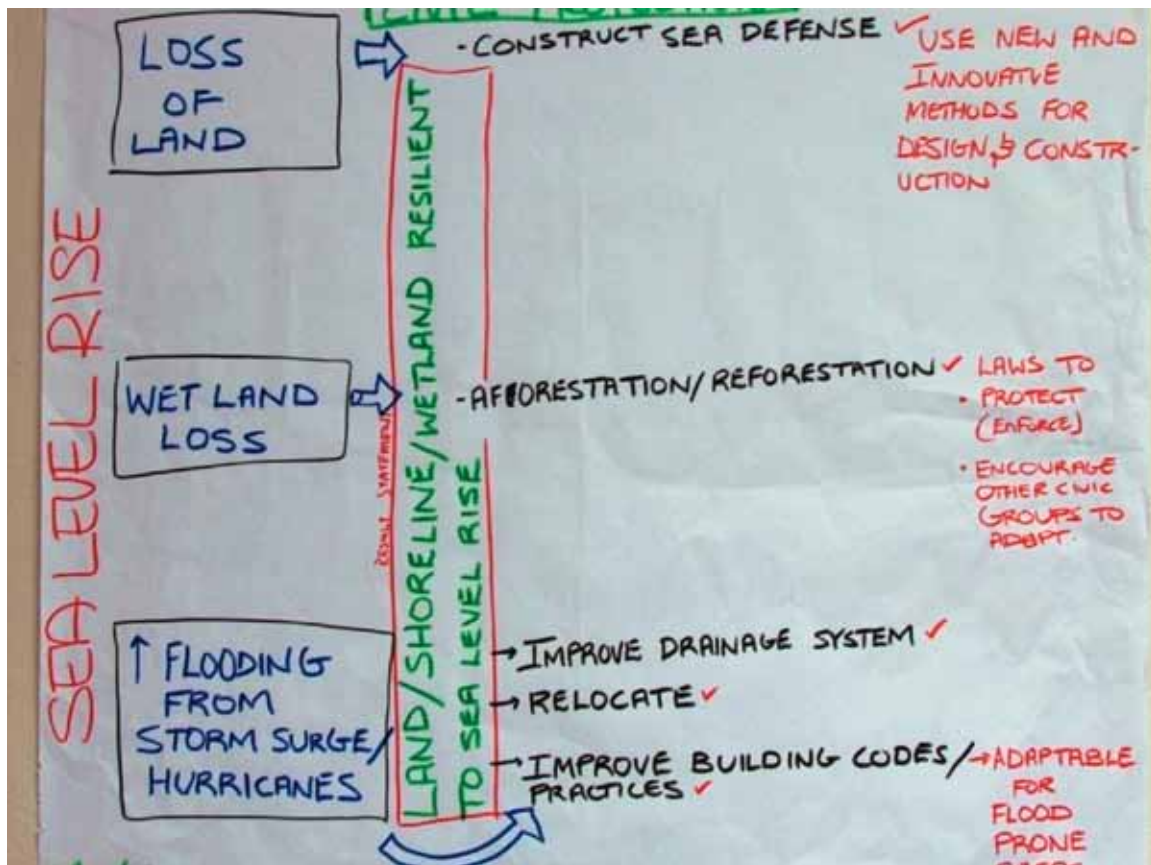 LOSS
OF
LAND
- CONSTRUCT SEA DEFENSE ✓
USE NEW AND
INNOVATIVE
METHODS FOR
DESIGN, & CONSTR-
UCTION
SEA LEVEL RISE
LAND/SHORELINE/WETLAND RESILIENT
TO SEA LEVEL RISE
RESULT STATEMENT
WET LAND
LOSS
- AFFORESTATION/REFORESTATION ✓
LAWS TO
• PROTECT
(ENFORCE)
• ENCOURAGE
OTHER CIVIC
GROUPS TO
ADOPT.
↑ FLOODING
FROM
STORM SURGE/
HURRICANES
→ IMPROVE DRAINAGE SYSTEM ✓
→ RELOCATE ✓
→ IMPROVE BUILDING CODES/
PRACTICES ✓
→ ADAPTABLE
FOR
FLOOD
PRONE